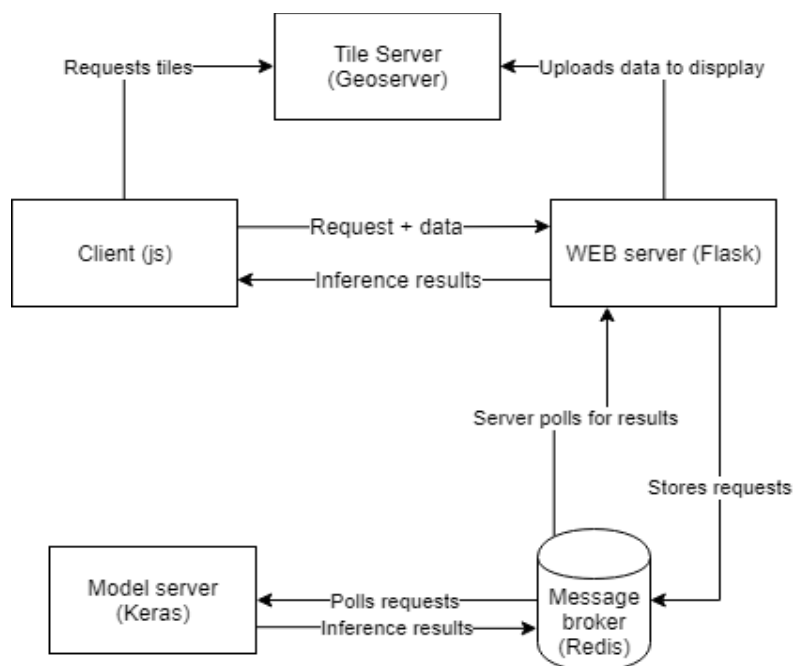 Tile Server
(Geoserver)
Requests tiles
Uploads data to dispplay
Client (js)
Request + data
Inference results
WEB server (Flask)
Server polls for results
Stores requests
Model server
(Keras)
Polls requests
Inference results
Message
broker
(Redis)